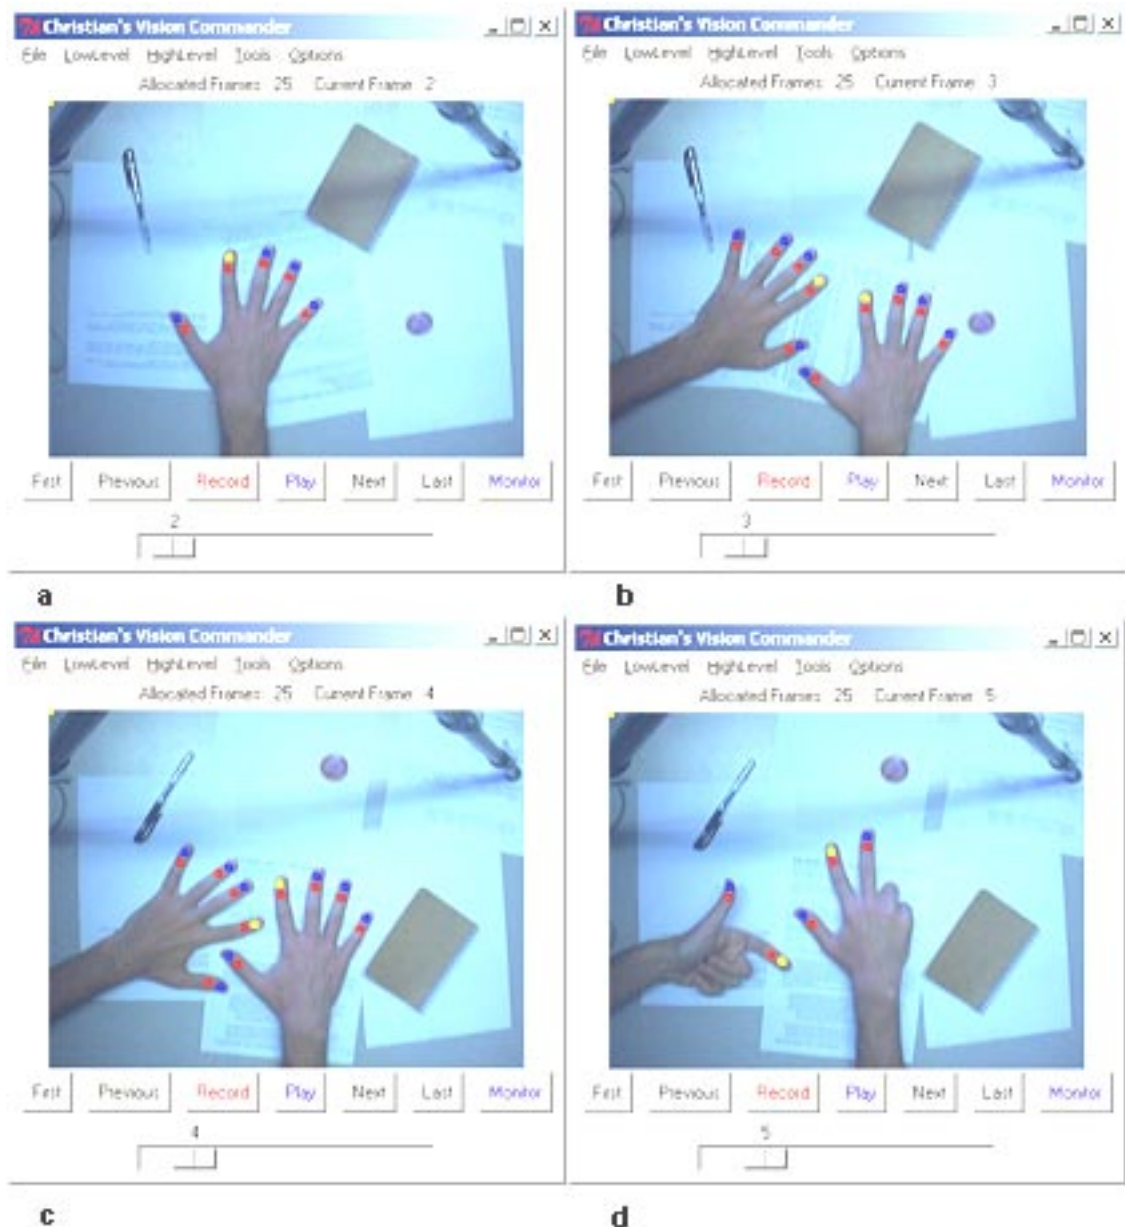 Christian's Vision Commander
File LowLevel HighLevel Tools Options
Allocated Frames 25 Current Frame 2
First Previous Record Play Next Last Monitor
2
a
Christian's Vision Commander
File LowLevel HighLevel Tools Options
Allocated Frames 25 Current Frame 3
First Previous Record Play Next Last Monitor
3
b
Christian's Vision Commander
File LowLevel HighLevel Tools Options
Allocated Frames 25 Current Frame 4
First Previous Record Play Next Last Monitor
4
c
Christian's Vision Commander
File LowLevel HighLevel Tools Options
Allocated Frames 25 Current Frame 5
First Previous Record Play Next Last Monitor
5
d